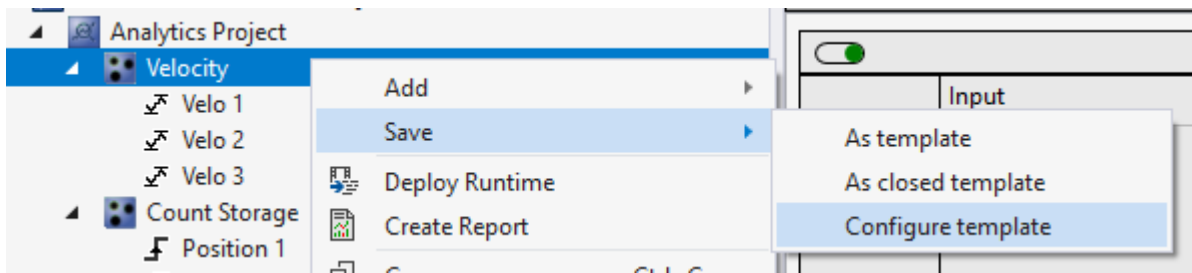 Analytics Project
Velocity
Velo 1
Velo 2
Velo 3
Count Storage
Position 1
Add
Save
Deploy Runtime
Create Report
Input
As template
As closed template
Configure template